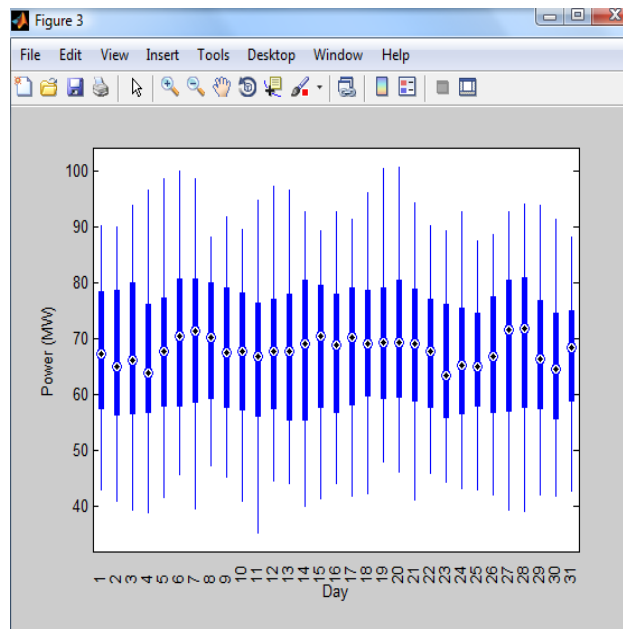 Figure 3
File Edit View Insert Tools Desktop Window Help
100
90
80
70
60
50
40
Power (MW)
1 2 3 4 5 6 7 8 9 10 11 12 13 14 15 16 17 18 19 20 21 22 23 24 25 26 27 28 29 30 31
Day